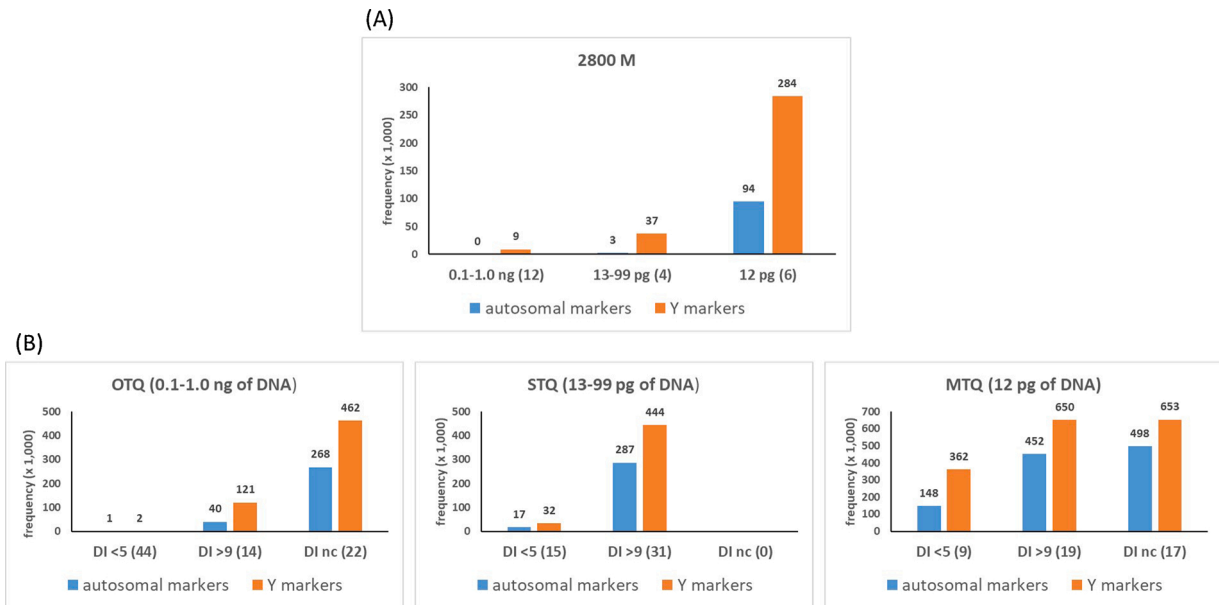 (A)
2800 M
frequency (x 1,000)
300
250
200
150
100
50
0
0
9
3
37
94
284
0.1-1.0 ng (12)
13-99 pg (4)
12 pg (6)
autosomal markers
Y markers
(B)
OTQ (0.1-1.0 ng of DNA)
frequency (x 1,000)
500
400
300
200
100
0
1
2
40
121
268
462
DI <5 (44)
DI >9 (14)
DI nc (22)
autosomal markers
Y markers
STQ (13-99 pg of DNA)
frequency (x 1,000)
500
400
300
200
100
0
17
32
287
444
DI <5 (15)
DI >9 (31)
DI nc (0)
autosomal markers
Y markers
MTQ (12 pg of DNA)
frequency (x 1,000)
700
600
500
400
300
200
100
0
148
362
452
650
498
653
DI <5 (9)
DI >9 (19)
DI nc (17)
autosomal markers
Y markers